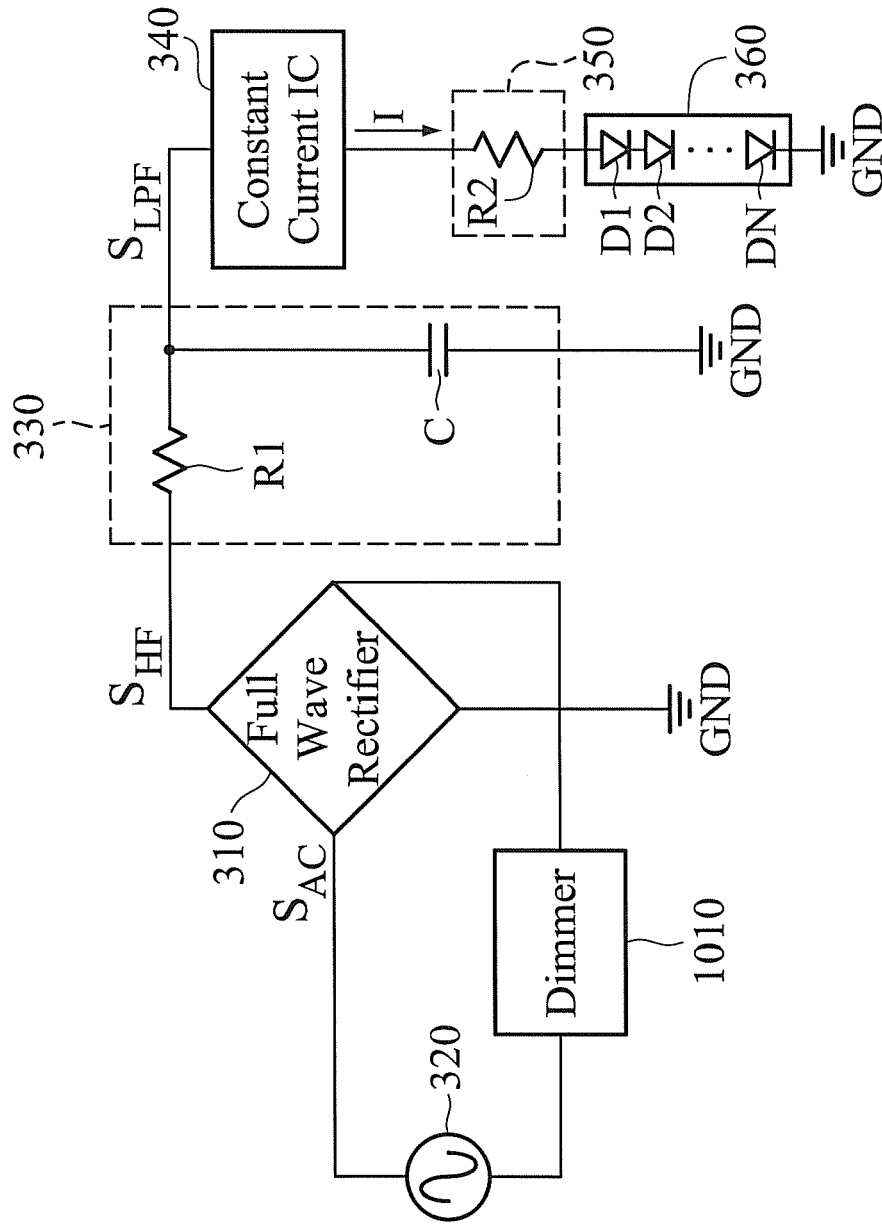 330
340
S_HF
S_LPF
310
Constant
Current IC
R1
Full
Wave
Rectifier
S_AC
I
320
C
R2
350
Dimmer
D1
D2
DN
360
1010
GND
GND
GND